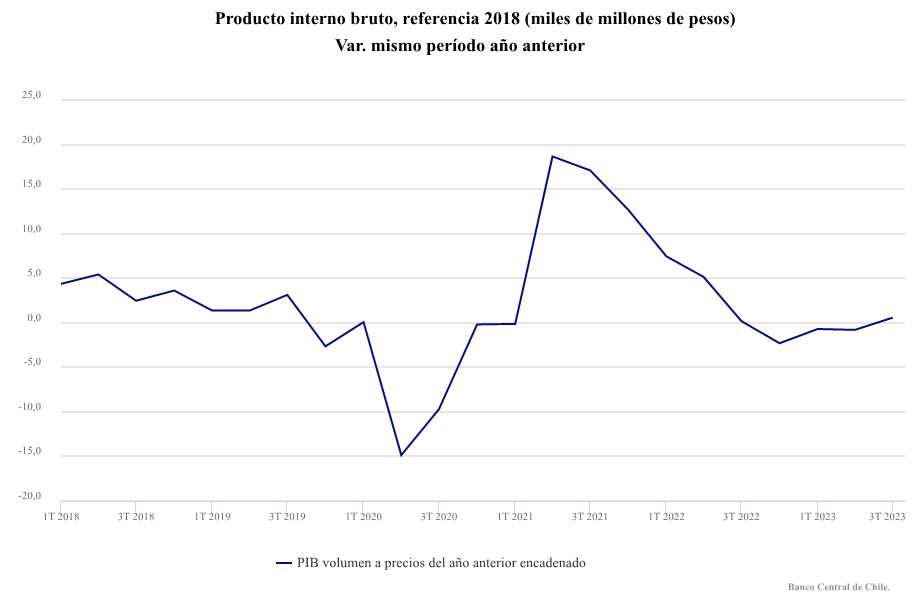 Producto interno bruto, referencia 2018 (miles de millones de pesos)
Var. mismo período año anterior
25,0
20,0
15,0
10,0
5,0
0,0
-5,0
-10,0
-15,0
-20,0
1T 2018 3T 2018 1T 2019 3T 2019 1T 2020 3T 2020 1T 2021 3T 2021 1T 2022 3T 2022 1T 2023 3T 2023
PIB volumen a precios del año anterior encadenado
Banco Central de Chile.